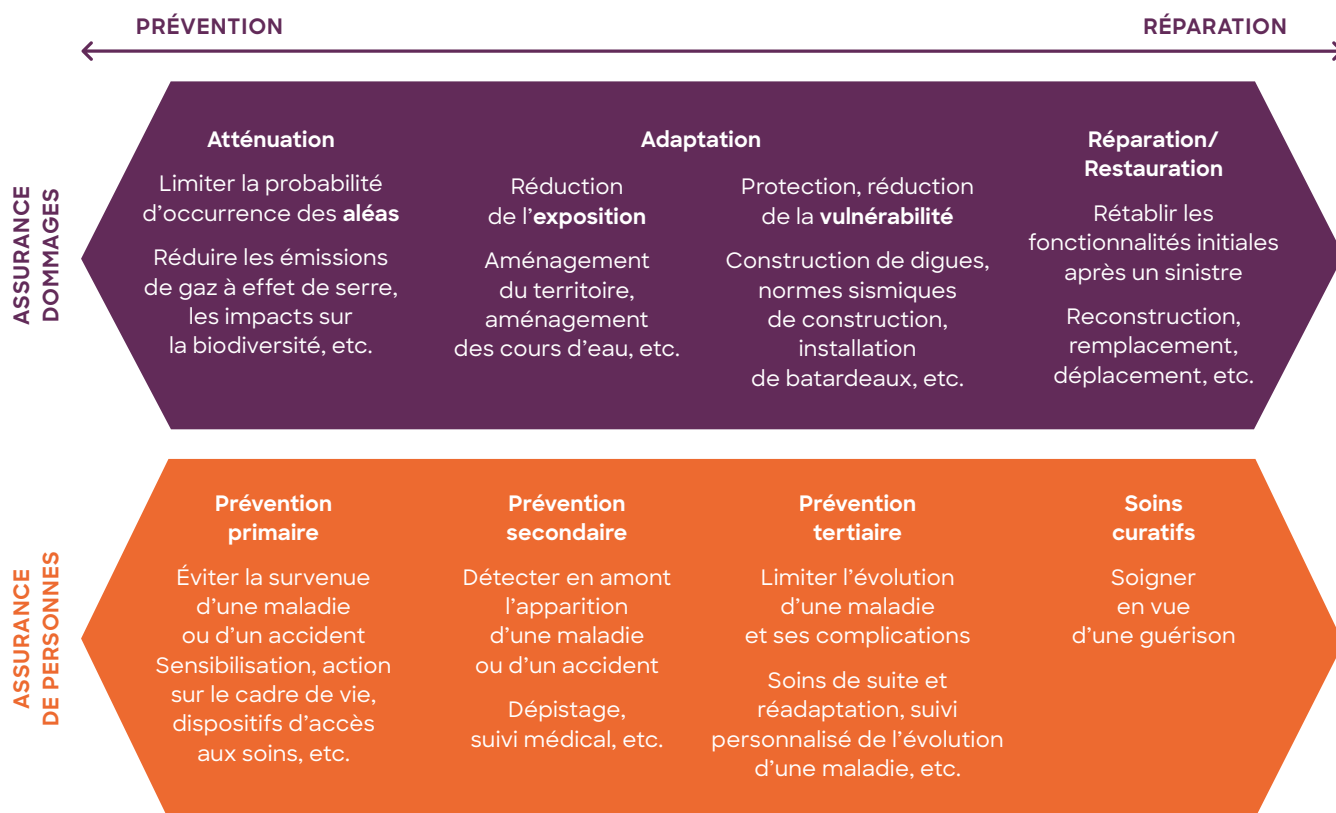 PRÉVENTION
RÉPARATION
ASSURANCE
DOMMAGES
Atténuation
Limiter la probabilité
d’occurrence des aléas
Réduire les émissions
de gaz à effet de serre,
les impacts sur
la biodiversité, etc.
Adaptation
Réduction
de l’exposition
Aménagement
du territoire,
aménagement
des cours d’eau, etc.
Protection, réduction
de la vulnérabilité
Construction de digues,
normes sismiques
de construction,
installation
de batardeaux, etc.
Réparation/
Restauration
Rétablir les
fonctionnalités initiales
après un sinistre
Reconstruction,
remplacement,
déplacement, etc.
ASSURANCE
DE PERSONNES
Prévention
primaire
Éviter la survenue
d’une maladie
ou d’un accident
Sensibilisation, action
sur le cadre de vie,
dispositifs d’accès
aux soins, etc.
Prévention
secondaire
Détecter en amont
l’apparition
d’une maladie
ou d’un accident
Dépistage,
suivi médical, etc.
Prévention
tertiaire
Limiter l’évolution
d’une maladie
et ses complications
Soins de suite et
réadaptation, suivi
personnalisé de l’évolution
d’une maladie, etc.
Soins
curatifs
Soigner
en vue
d’une guérison